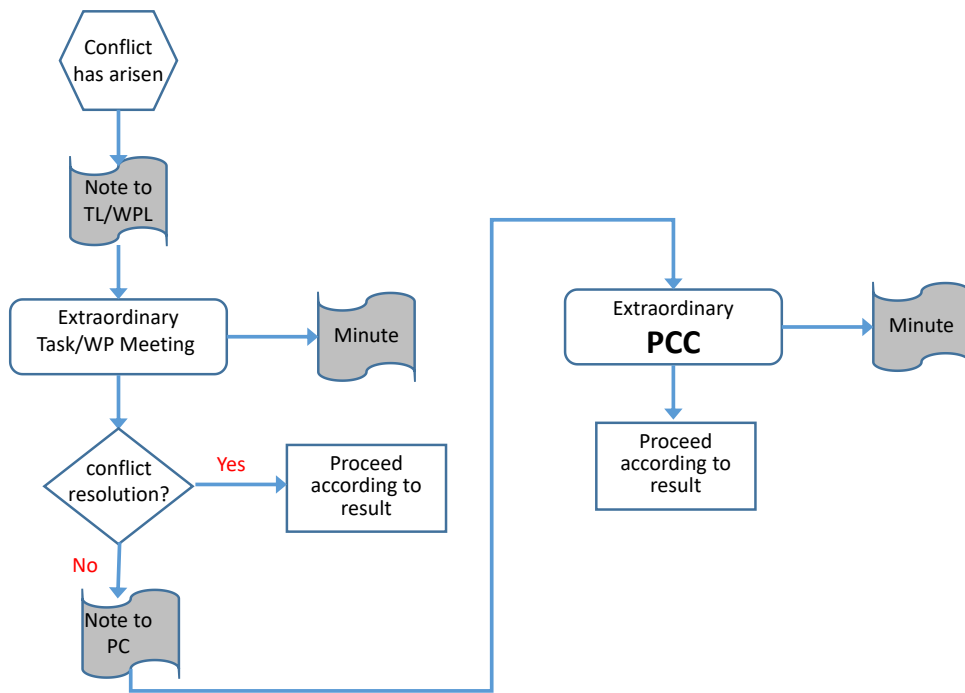 Conflict
has arisen
Note to
TL/WPL
Extraordinary
Task/WP Meeting
Minute
conflict
resolution?
Yes
Proceed
according to
result
No
Note to
PC
Extraordinary
PCC
Minute
Proceed
according to
result